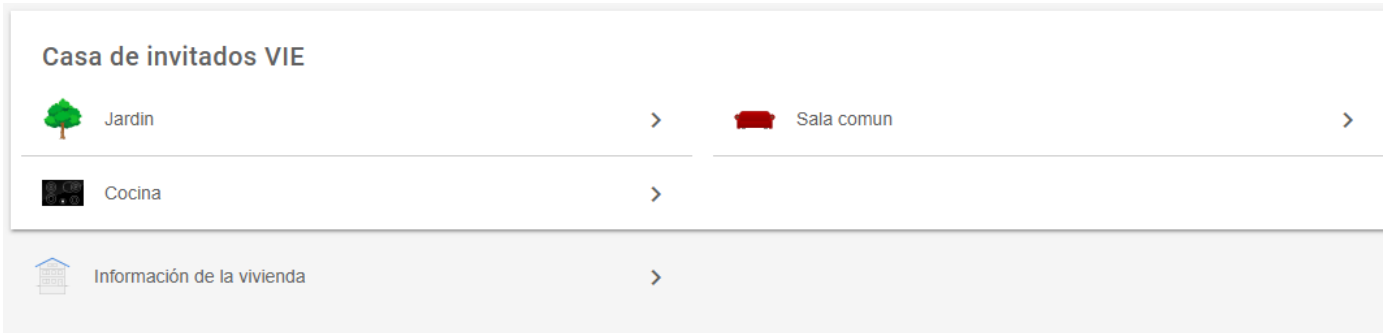 Casa de invitados VIE
Jardin
Sala comun
Cocina
Información de la vivienda